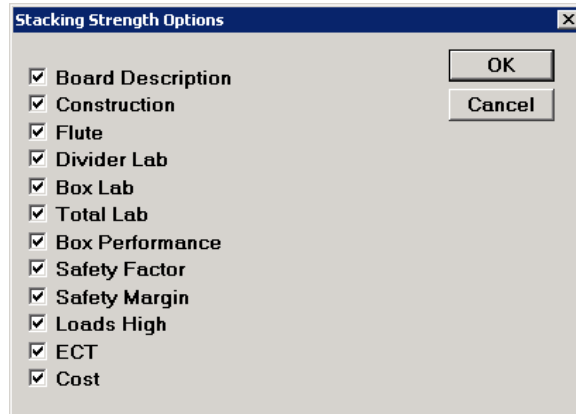 Stacking Strength Options
OK
Cancel
Board Description
Construction
Flute
Divider Lab
Box Lab
Total Lab
Box Performance
Safety Factor
Safety Margin
Loads High
ECT
Cost